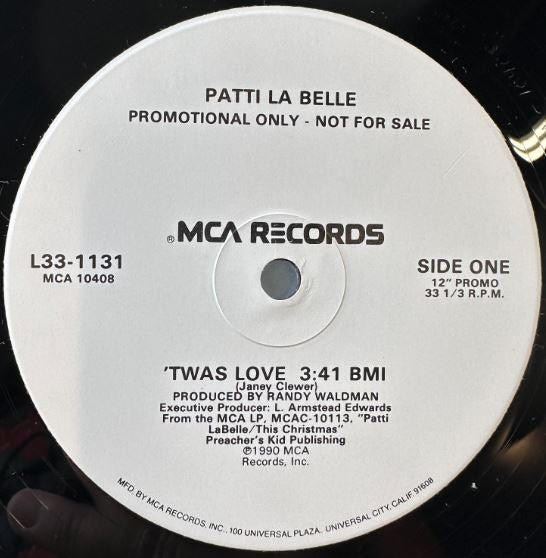 PATTI LA BELLE
PROMOTIONAL ONLY - NOT FOR SALE
® MCA RECORDS
L33-1131
MCA 10408
SIDE ONE
12" PROMO
33 1/3 R.P.M.
'TWAS LOVE 3:41 BMI
(Janey Clewer)
PRODUCED BY RANDY WALDMAN
Executive Producer: L. Armstead Edwards
From the MCA LP, MCAC-10113, "Patti
LaBelle/This Christmas"
Preacher's Kid Publishing
℗1990 MCA
Records, Inc.
MFD. BY MCA RECORDS, INC., 100 UNIVERSAL PLAZA, UNIVERSAL CITY, CALIF. 91608